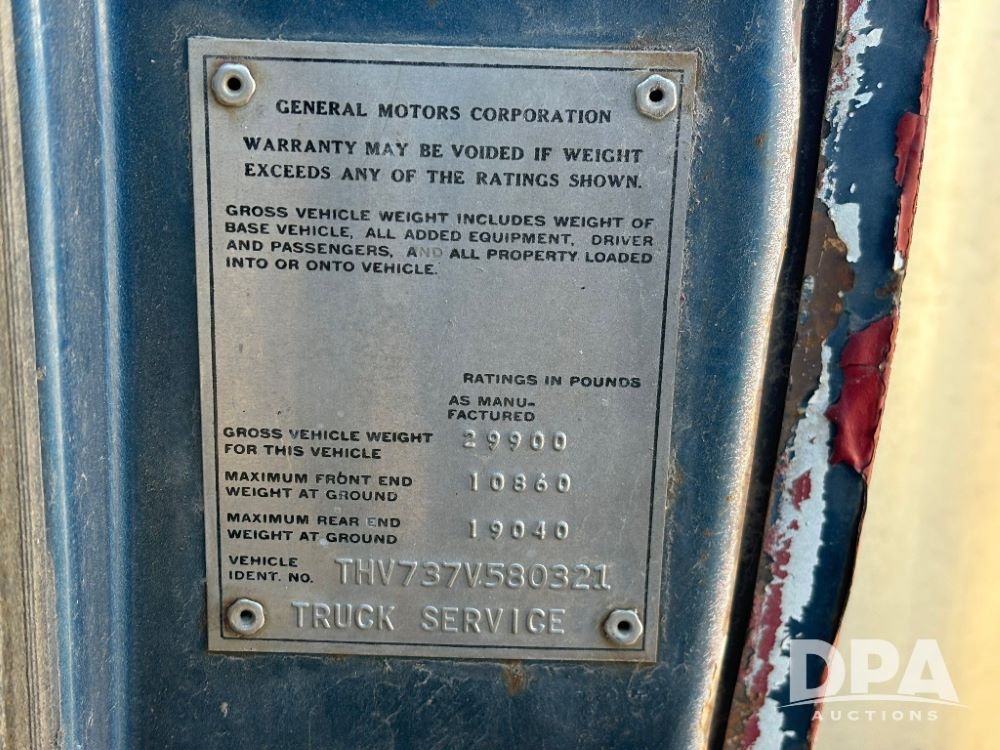 GENERAL MOTORS CORPORATION
WARRANTY MAY BE VOIDED IF WEIGHT
EXCEEDS ANY OF THE RATINGS SHOWN.
GROSS VEHICLE WEIGHT INCLUDES WEIGHT OF
BASE VEHICLE, ALL ADDED EQUIPMENT, DRIVER
AND PASSENGERS, AND ALL PROPERTY LOADED
INTO OR ONTO VEHICLE.
RATINGS IN POUNDS
AS MANU-
FACTURED
GROSS VEHICLE WEIGHT 29900
FOR THIS VEHICLE
MAXIMUM FRONT END 10860
WEIGHT AT GROUND
MAXIMUM REAR END 19040
WEIGHT AT GROUND
VEHICLE
IDENT. NO. THV737V580321
TRUCK SERVICE
DPA
AUCTIONS